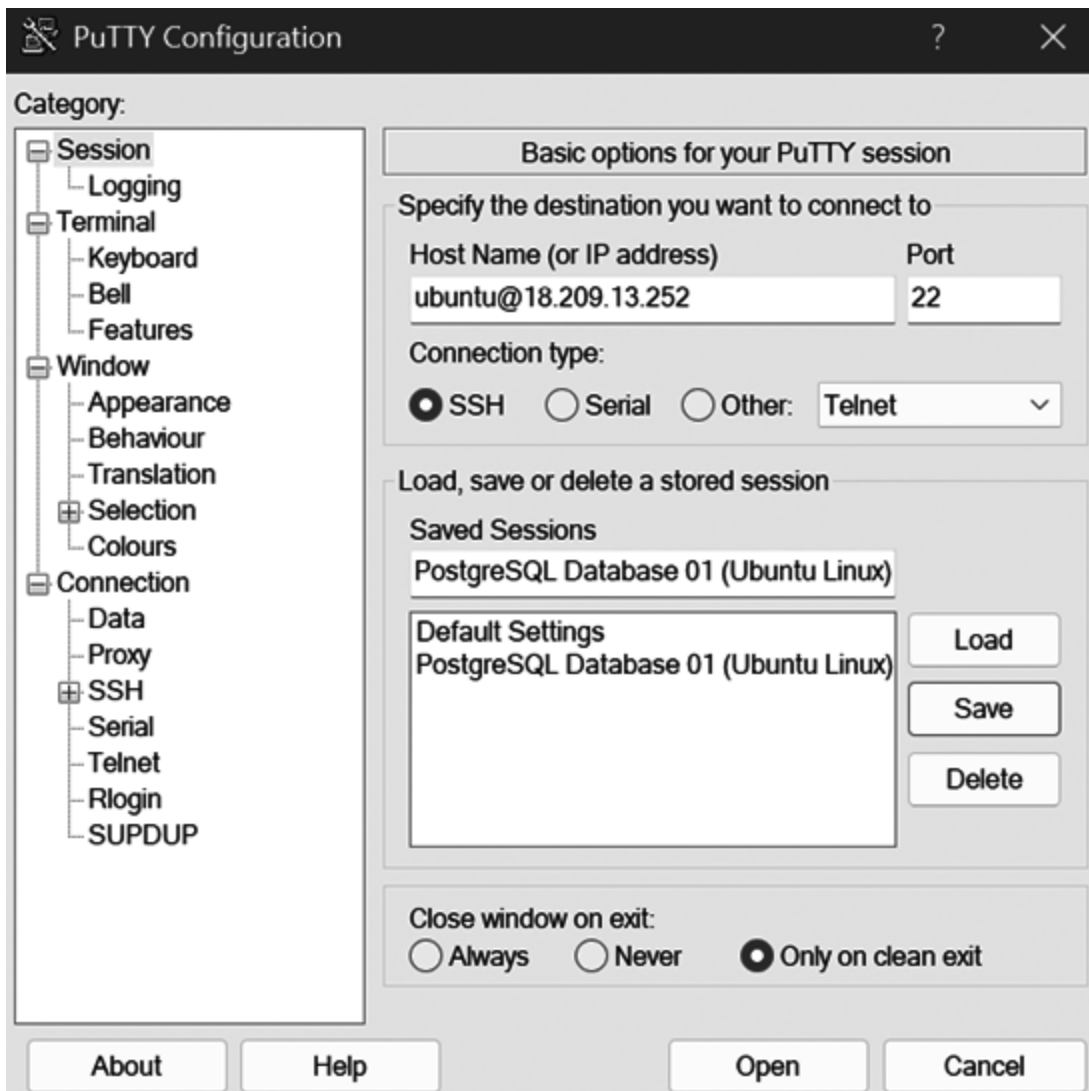 PuTTY Configuration
?
Category:
Session
Logging
Terminal
Keyboard
Bell
Features
Window
Appearance
Behaviour
Translation
Selection
Colours
Connection
Data
Proxy
SSH
Serial
Telnet
Rlogin
SUPDUP
Basic options for your PuTTY session
Specify the destination you want to connect to
Host Name (or IP address) Port
ubuntu@18.209.13.252 22
Connection type:
SSH Serial Other: Telnet
Load, save or delete a stored session
Saved Sessions
PostgreSQL Database 01 (Ubuntu Linux)
Default Settings
PostgreSQL Database 01 (Ubuntu Linux)
Load
Save
Delete
Close window on exit:
Always Never Only on clean exit
About Help Open Cancel